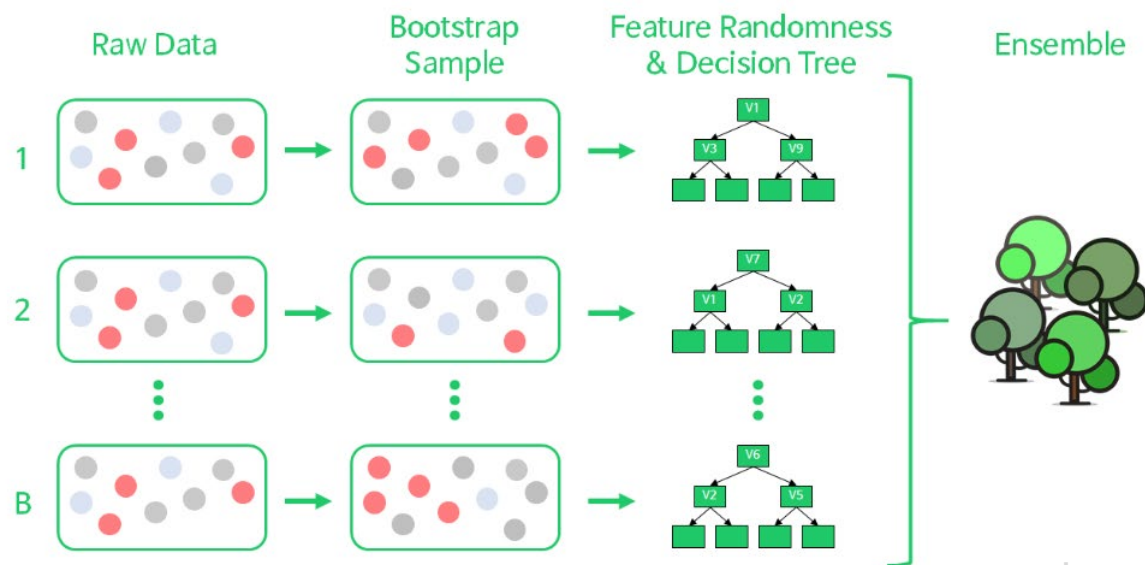 Raw Data
Bootstrap
Sample
Feature Randomness
& Decision Tree
Ensemble
1
V1
V3 V9
2
V7
V1 V2
B
V6
V2 V5